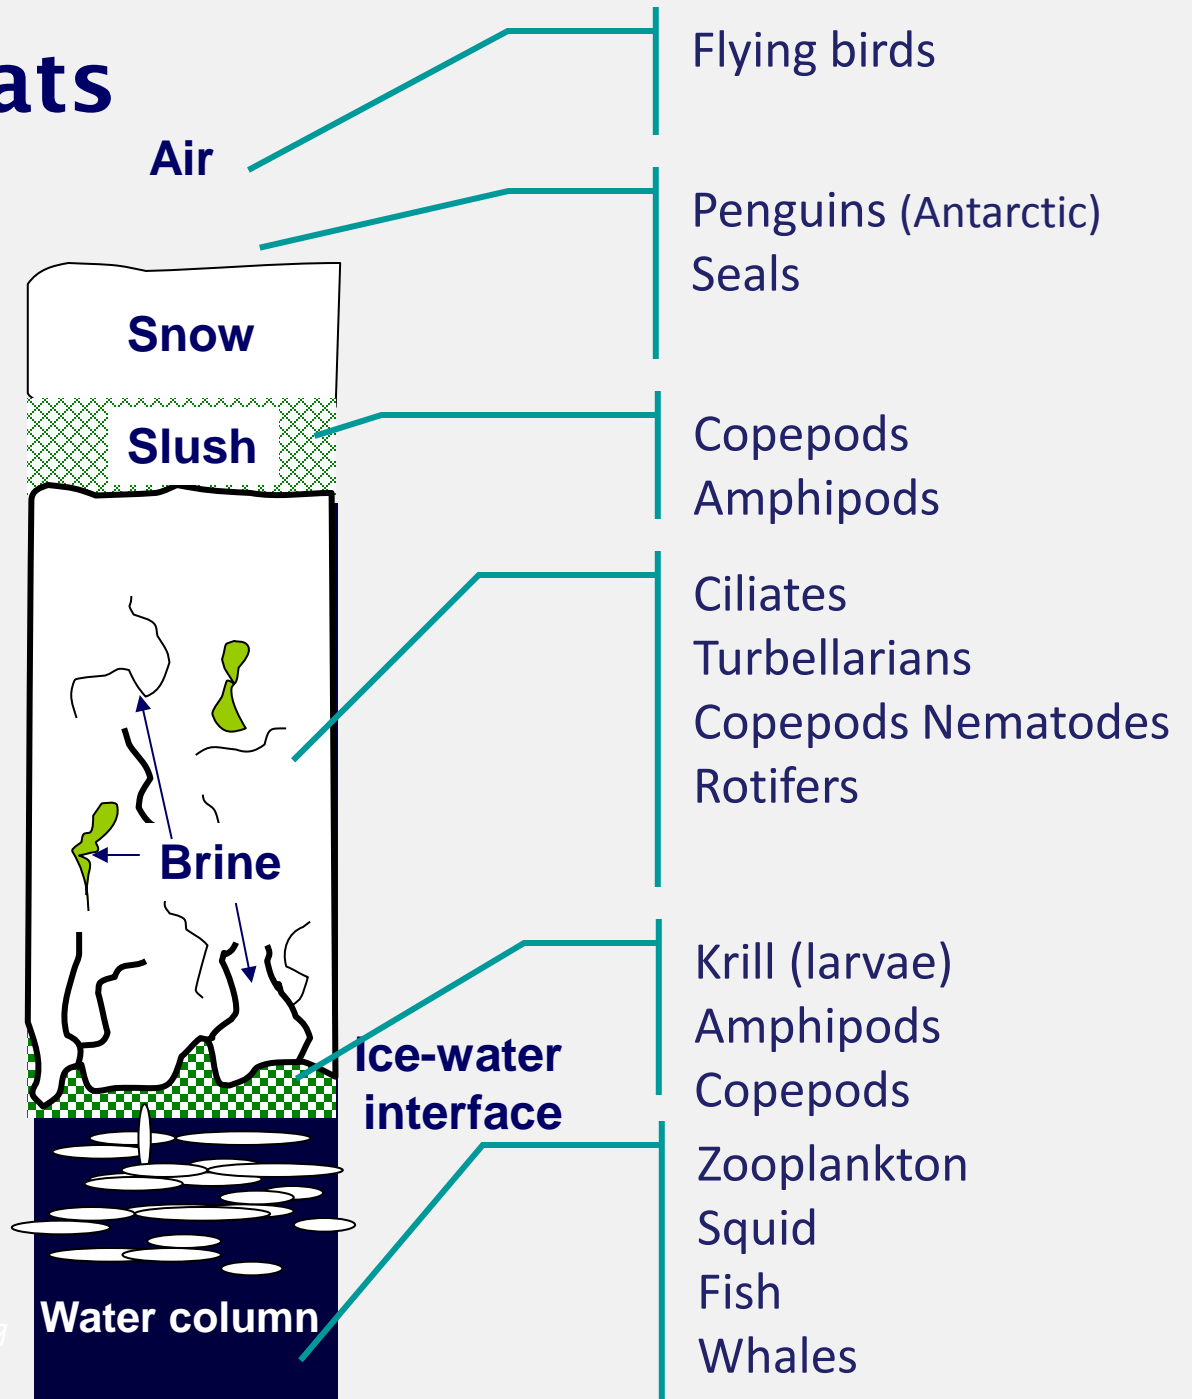 ats
Air
Flying birds
Penguins (Antarctic)
Seals
Snow
Slush
Copepods
Amphipods
Ciliates
Turbellarians
Copepods Nematodes
Rotifers
Brine
Krill (larvae)
Amphipods
Copepods
Ice-water
interface
Zooplankton
Squid
Fish
Whales
Water column
g